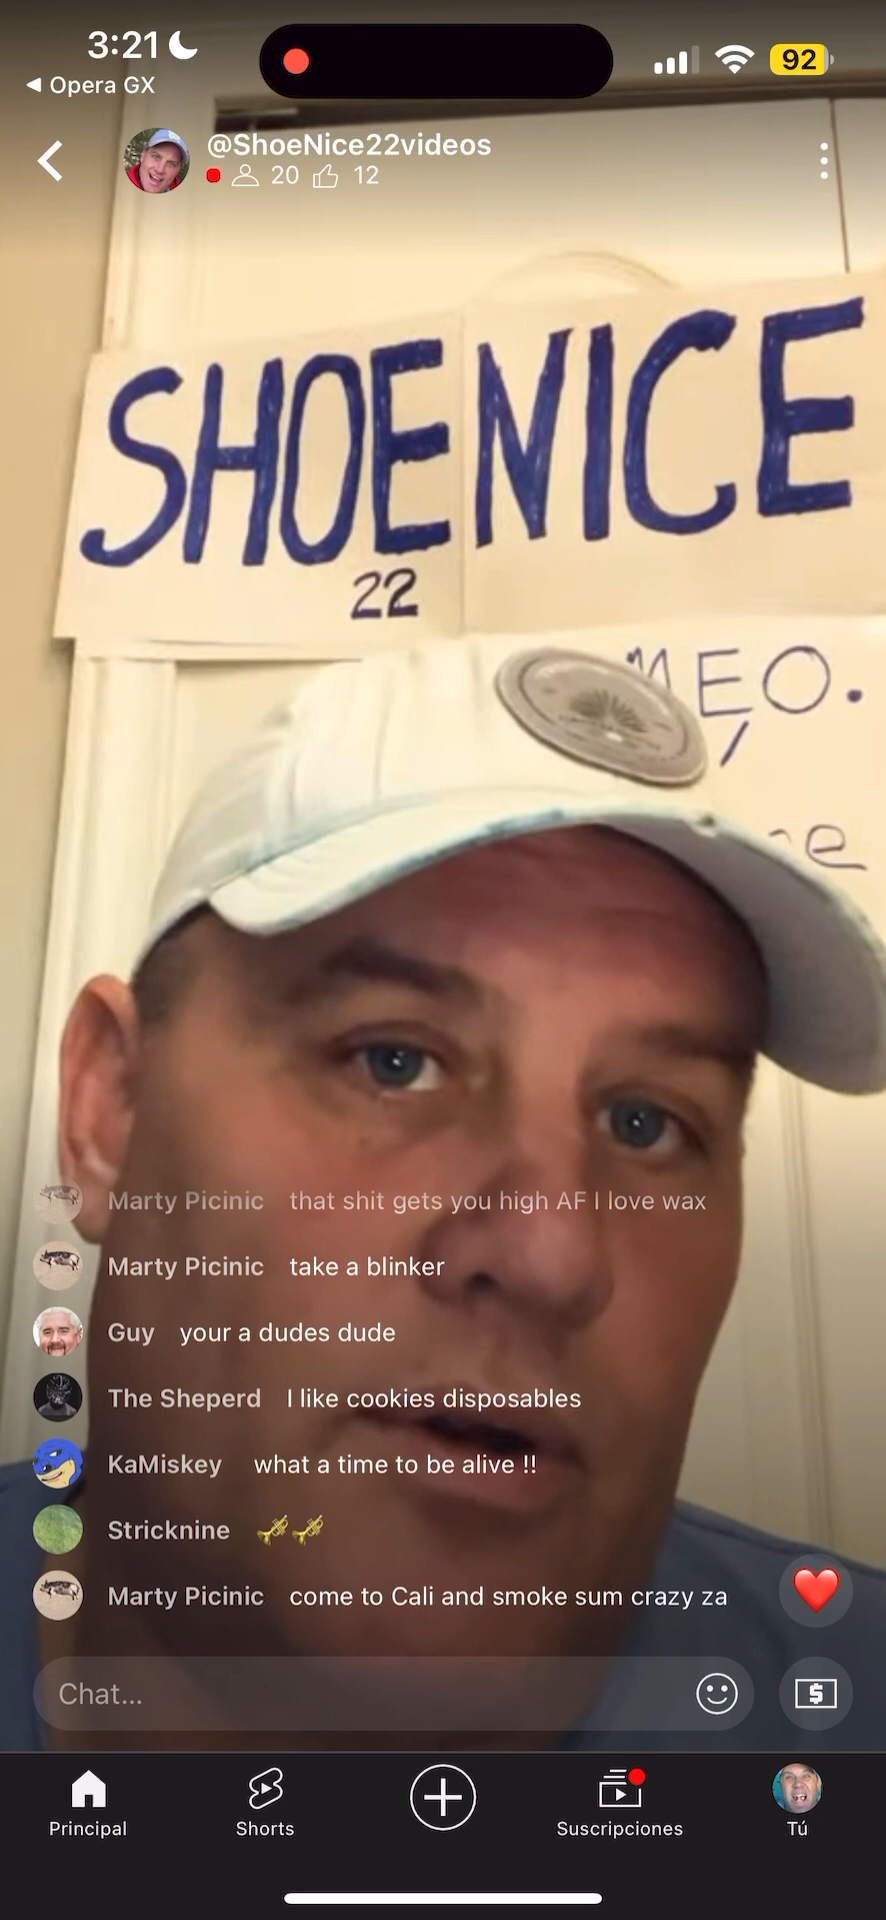 3:21
92
◀ Opera GX
@ShoeNice22videos
20 12
SHOENICE
22
MEO.
Marty Picinic that shit gets you high AF I love wax
Marty Picinic take a blinker
Guy your a dudes dude
The Sheperd I like cookies disposables
KaMiskey what a time to be alive !!
Stricknine 🎺🎺
Marty Picinic come to Cali and smoke sum crazy za
Chat...
Principal
Shorts
Suscripciones
Tú